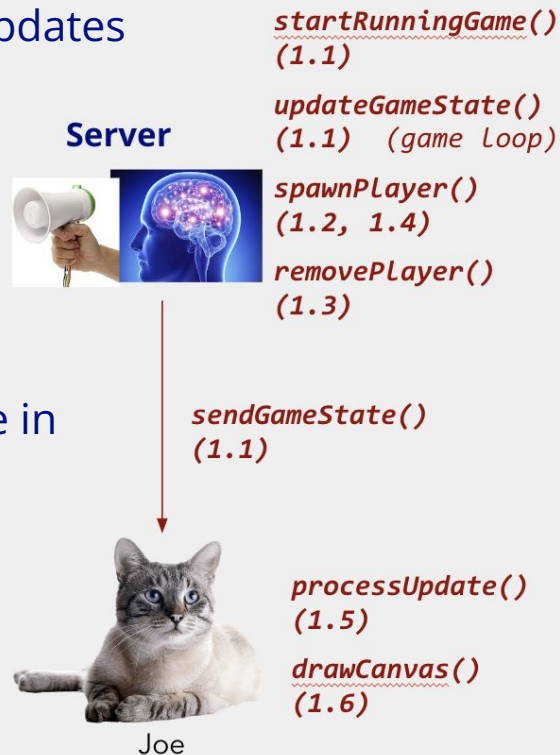 pdates
startRunningGame()
(1.1)
updateGameState()
(1.1) (game loop)
Server
spawnPlayer()
(1.2, 1.4)
removePlayer()
(1.3)
e in
sendGameState()
(1.1)
processUpdate()
(1.5)
drawCanvas()
(1.6)
Joe